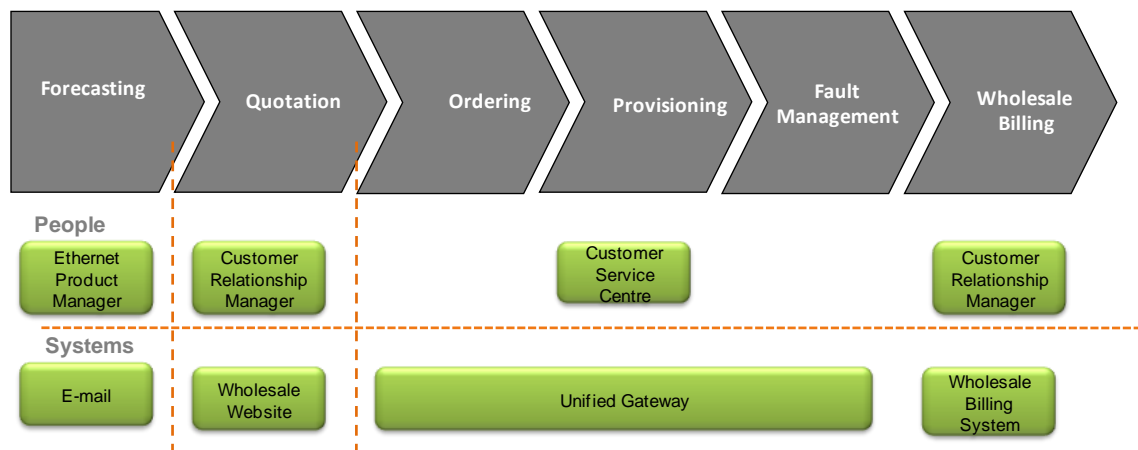 Forecasting
Quotation
Ordering
Provisioning
Fault
Management
Wholesale
Billing
People
Ethernet
Product
Manager
Customer
Relationship
Manager
Customer
Service
Centre
Customer
Relationship
Manager
Systems
E-mail
Wholesale
Website
Unified Gateway
Wholesale
Billing
System